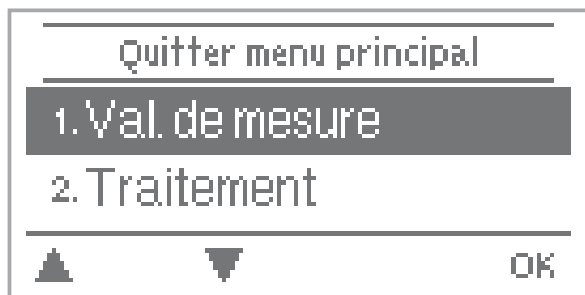 Quitter menu principal
1. Val. de mesure
2. Traitement
OK